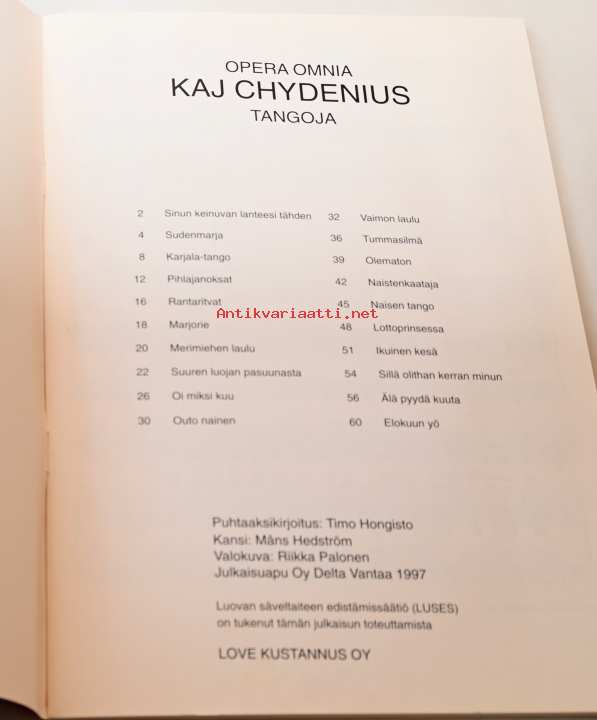 OPERA OMNIA
KAJ CHYDENIUS
TANGOJA
2 Sinun keinuvan lanteesi tähden
4 Sudenmarja
8 Karjala-tango
12 Pihlajanoksat
16 Rantaritvat
18 Marjorie
20 Merimiehen laulu
22 Suuren luojan pasuunasta
26 Oi miksi kuu
30 Outo nainen
32 Vaimon laulu
36 Tummasilmä
39 Olematon
42 Naistenkaataja
45 Naisen tango
48 Lottoprinsessa
51 Ikuinen kesä
54 Sillä olithan kerran minun
56 Älä pyydä kuuta
60 Elokuun yö
Antikvariaatti.net
Puhtaaksikirjoitus: Timo Hongisto
Kansi: Måns Hedström
Valokuva: Riikka Palonen
Julkaisuapu Oy Delta Vantaa 1997
Luovan säveltaiteen edistämissäätiö (LUSES)
on tukenut tämän julkaisun toteuttamista
LOVE KUSTANNUS OY